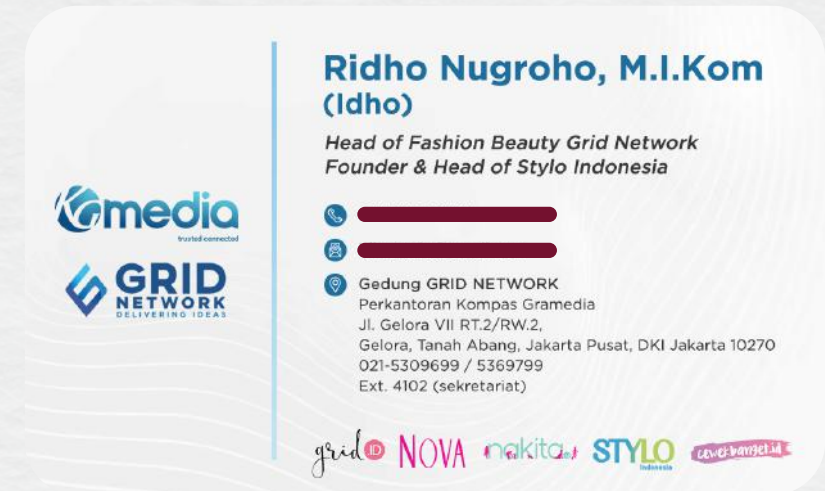 KGmedia
trusted connected
GRID
NETWORK
DELIVERING IDEAS
Ridho Nugroho, M.I.Kom
(Idho)
Head of Fashion Beauty Grid Network
Founder & Head of Stylo Indonesia
Gedung GRID NETWORK
Perkantoran Kompas Gramedia
Jl. Gelora VII RT.2/RW.2,
Gelora, Tanah Abang, Jakarta Pusat, DKI Jakarta 10270
021-5309699 / 5369799
Ext. 4102 (sekretariat)
grid ID NOVA nakita STYLO Indonesia cewekbanget.id